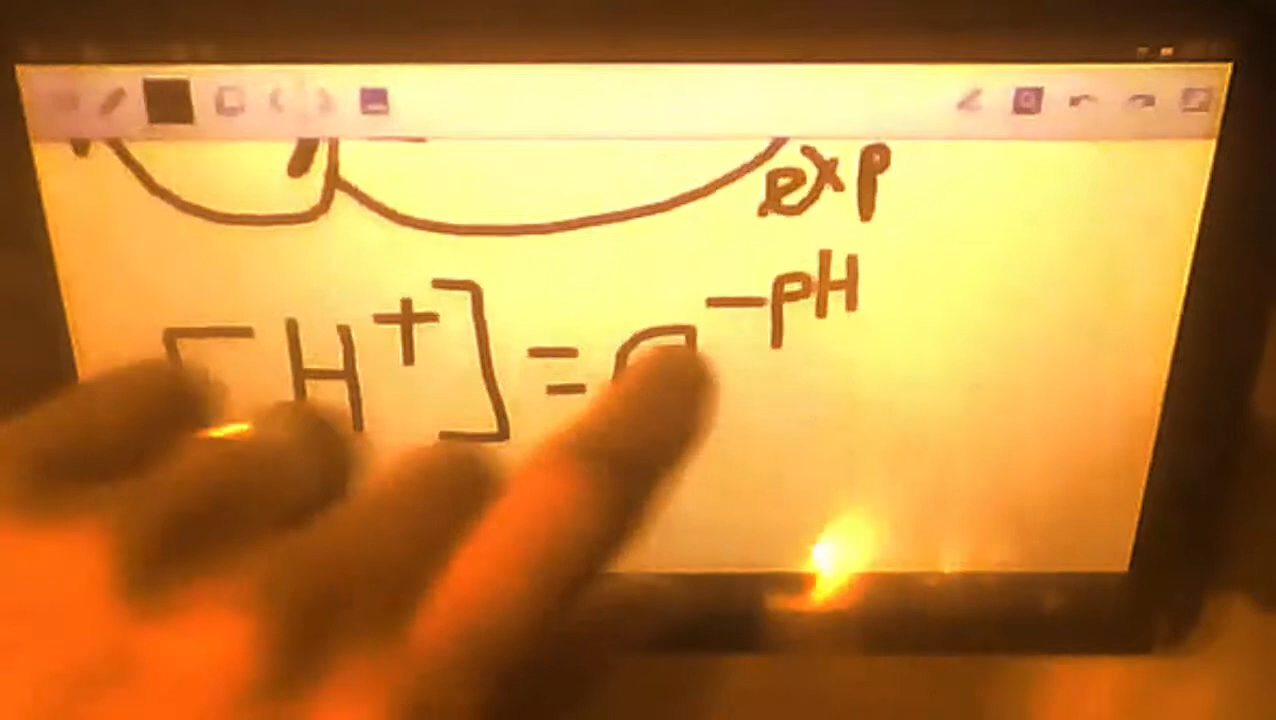 exp
[H⁺] = ⁻ᵖᴴ